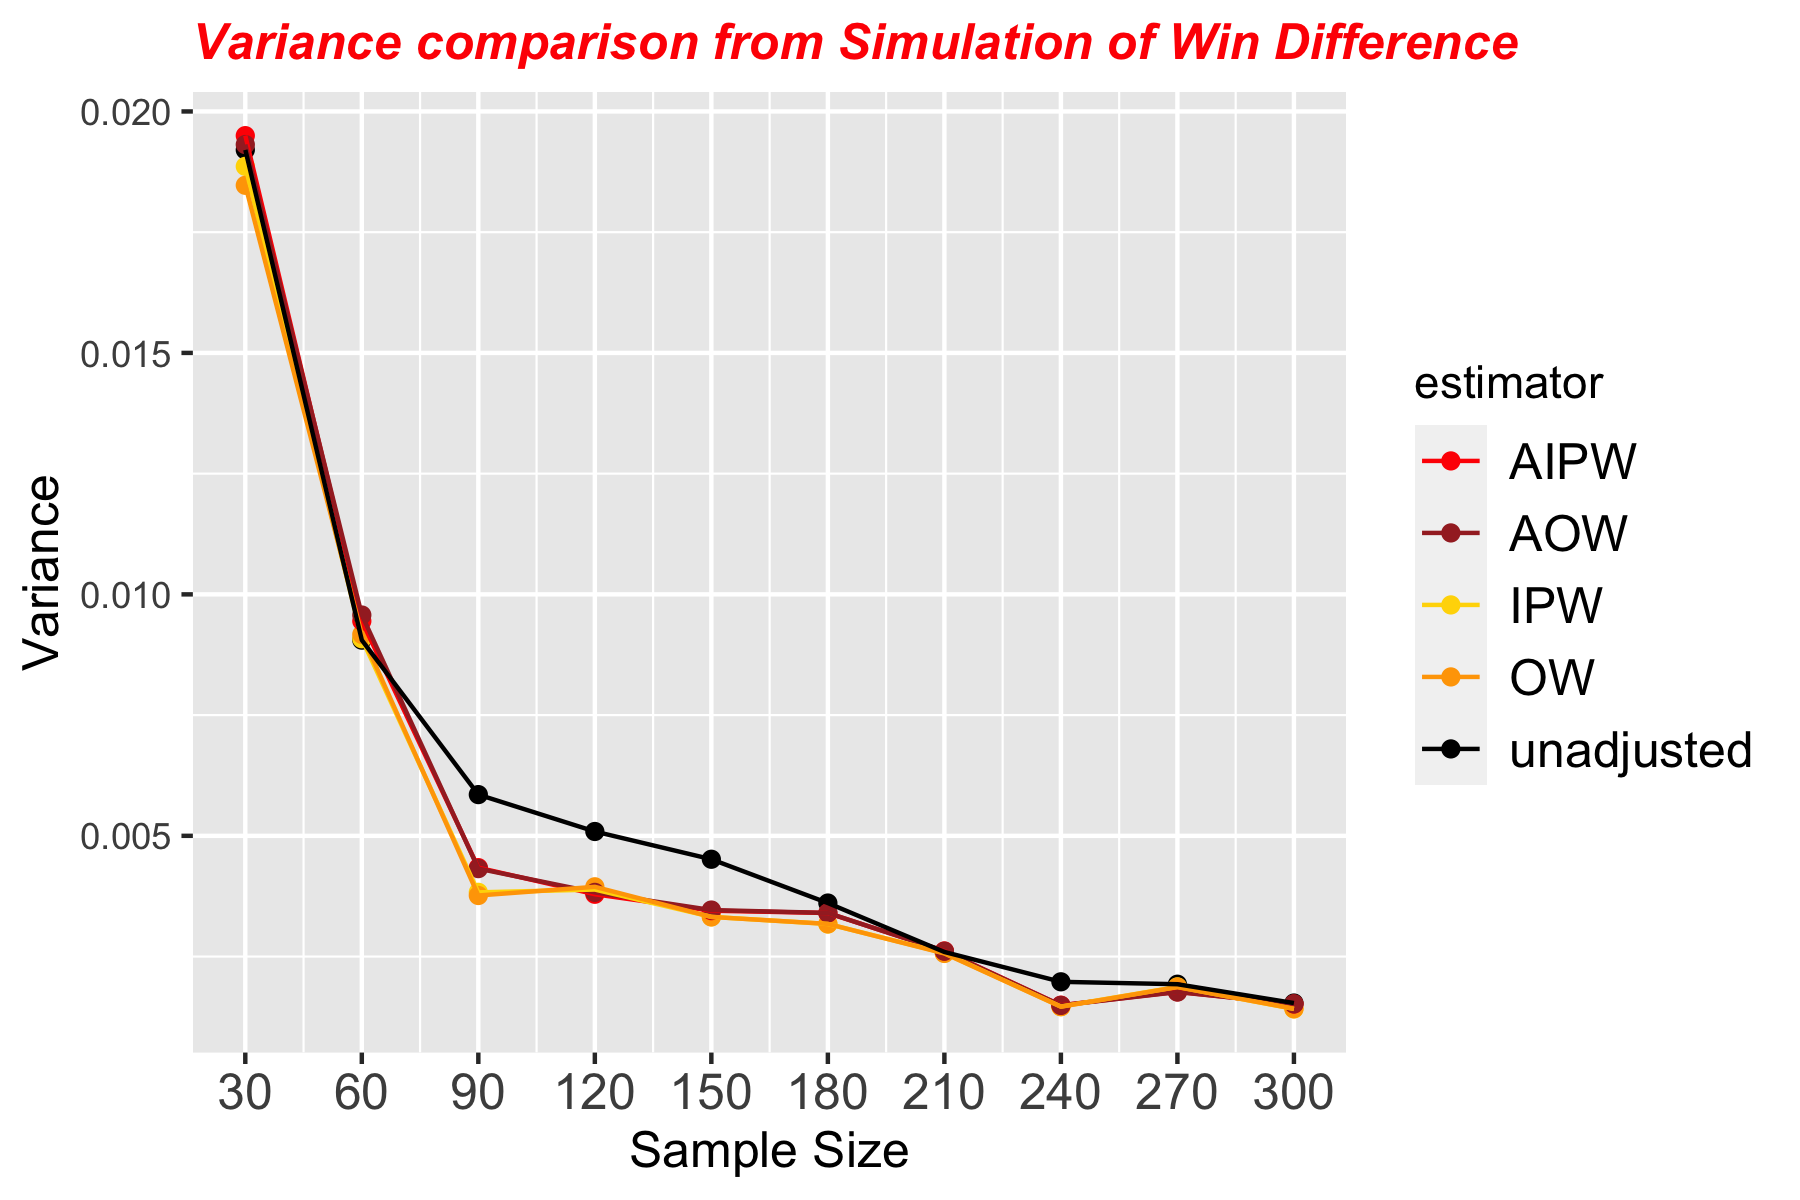 Variance comparison from Simulation of Win Difference
0.020
0.015
0.010
0.005
Variance
30 60 90 120 150 180 210 240 270 300
Sample Size
estimator
AIPW
AOW
IPW
OW
unadjusted